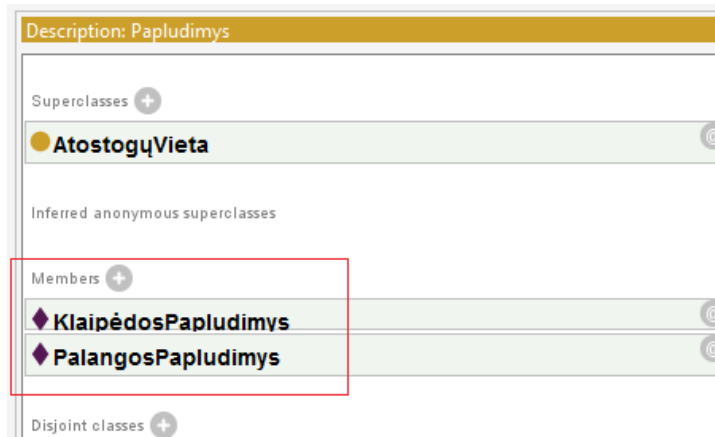 Description: Papludimys
Superclasses
AtostogųVieta
Inferred anonymous superclasses
Members
KlaipėdosPapludimys
PalangosPapludimys
Disjoint classes